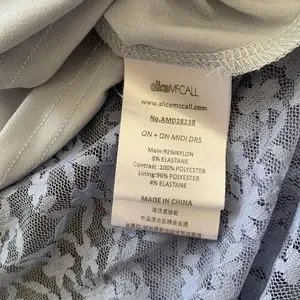 aliceMCCALL
www.alicemccall.com
No.AMD28238
ON + ON MIDI DRS
Main:92%NYLON
8% ELASTANE
Contrast:100%POLYESTER
Lining:96% POLYESTER
4% ELASTANE
MADE IN CHINA